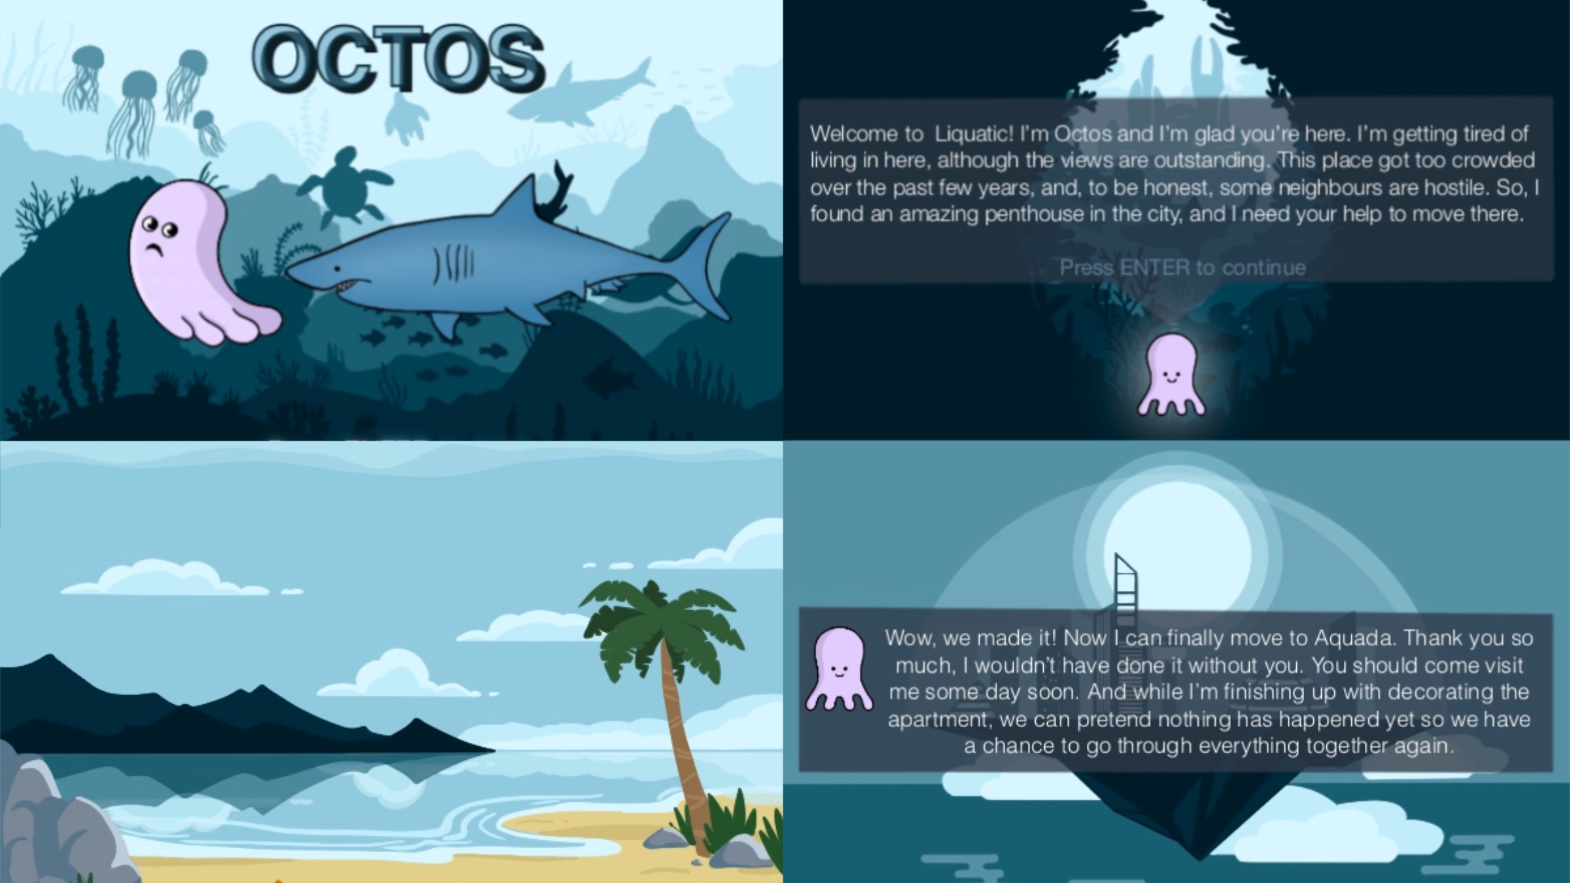 OCTOS
Welcome to Liquatic! I'm Octos and I'm glad you're here. I'm getting tired of
living in here, although the views are outstanding. This place got too crowded
over the past few years, and, to be honest, some neighbours are hostile. So, I
found an amazing penthouse in the city, and I need your help to move there.
Press ENTER to continue
Wow, we made it! Now I can finally move to Aquada. Thank you so
much, I wouldn't have done it without you. You should come visit
me some day soon. And while I'm finishing up with decorating the
apartment, we can pretend nothing has happened yet so we have
a chance to go through everything together again.